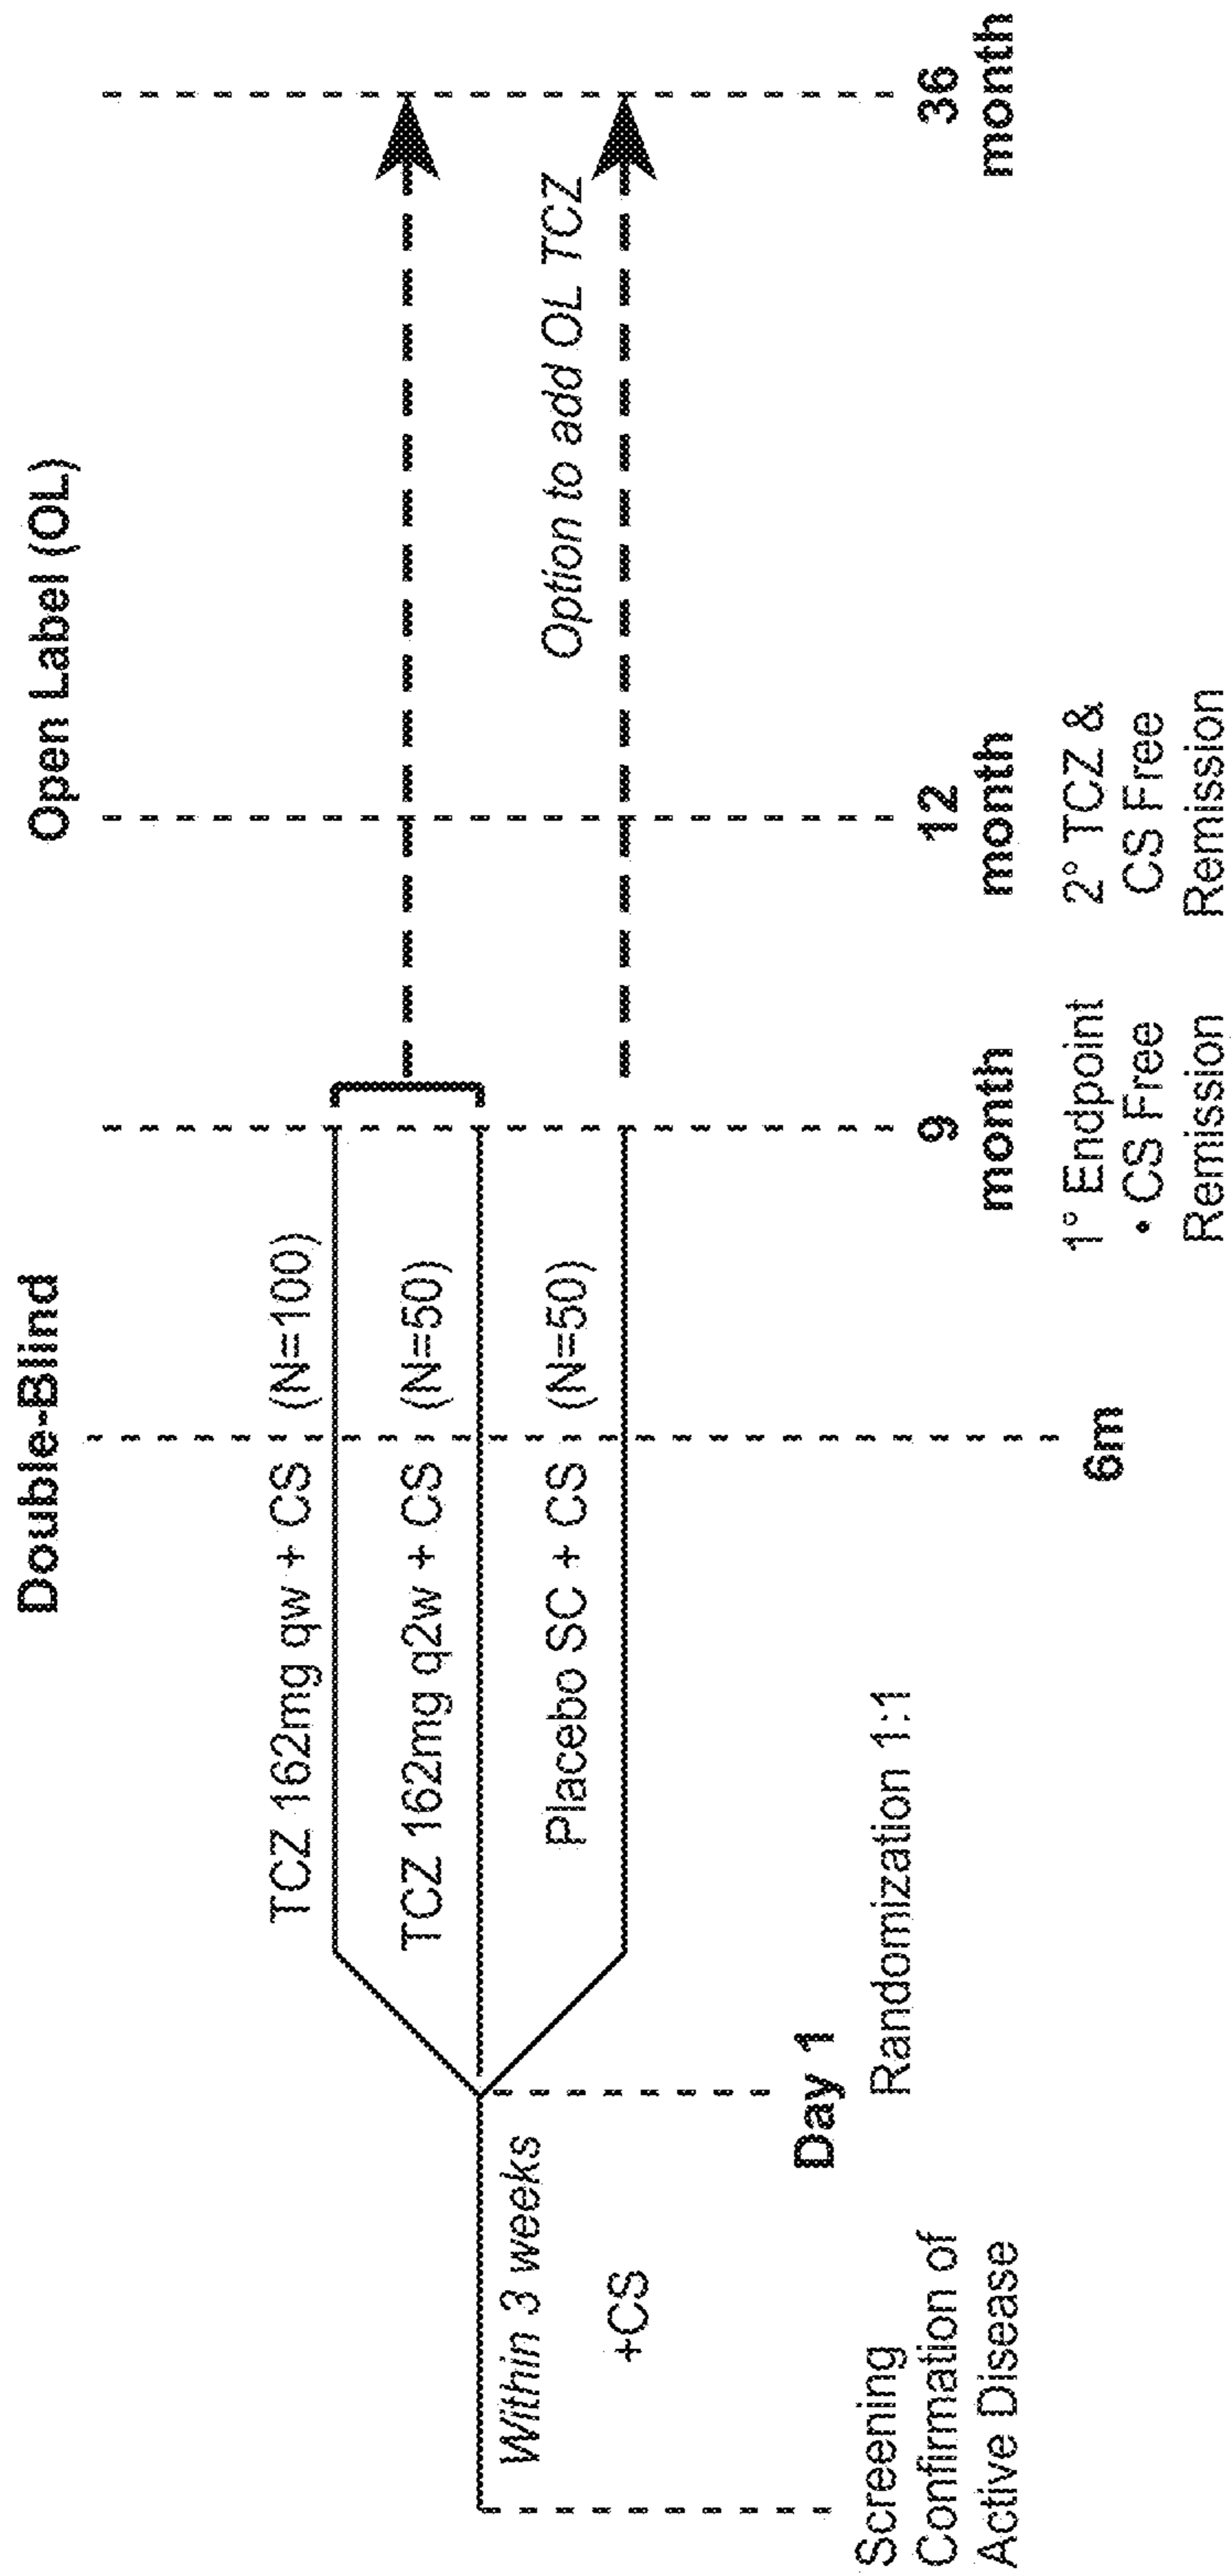 Double-Blind
Open Label (OL)
TCZ 162mg qw + CS (N=100)
TCZ 162mg q2w + CS (N=50)
Placebo SC + CS (N=50)
Within 3 weeks
+CS
Option to add OL TCZ
Day 1
Randomization 1:1
Screening
Confirmation of
Active Disease
6m
9
month
1° Endpoint
• CS Free
Remission
12
month
2° TCZ &
CS Free
Remission
36
month